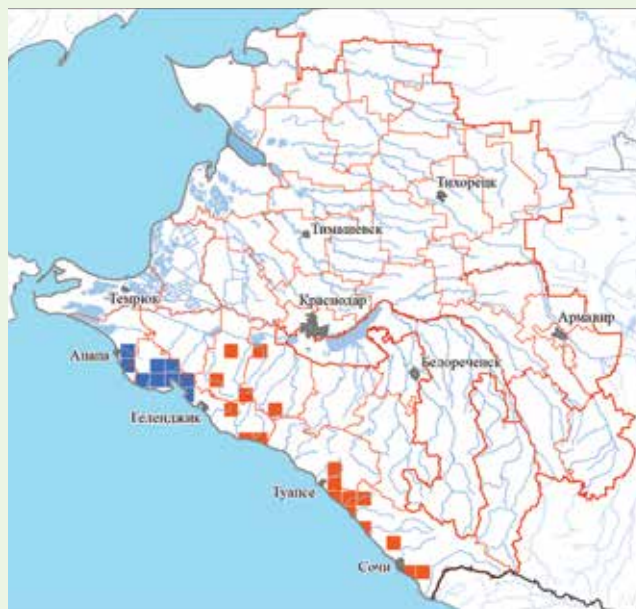 Тихорецк
Тимашевск
Темрюк
Краснодар
Армавир
Анапа
Белореченск
Геленджик
Туапсе
Сочи